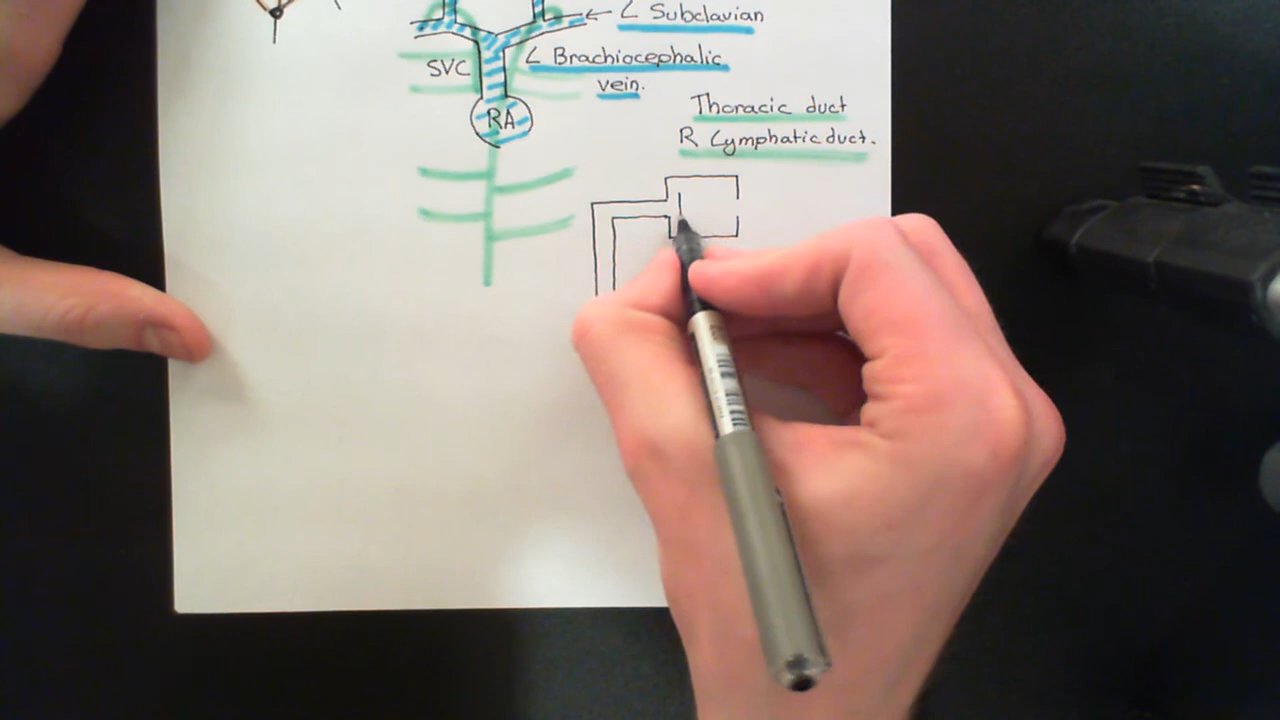 L Subclavian
SVC
L Brachiocephalic
vein.
RA
Thoracic duct
R Lymphatic duct.